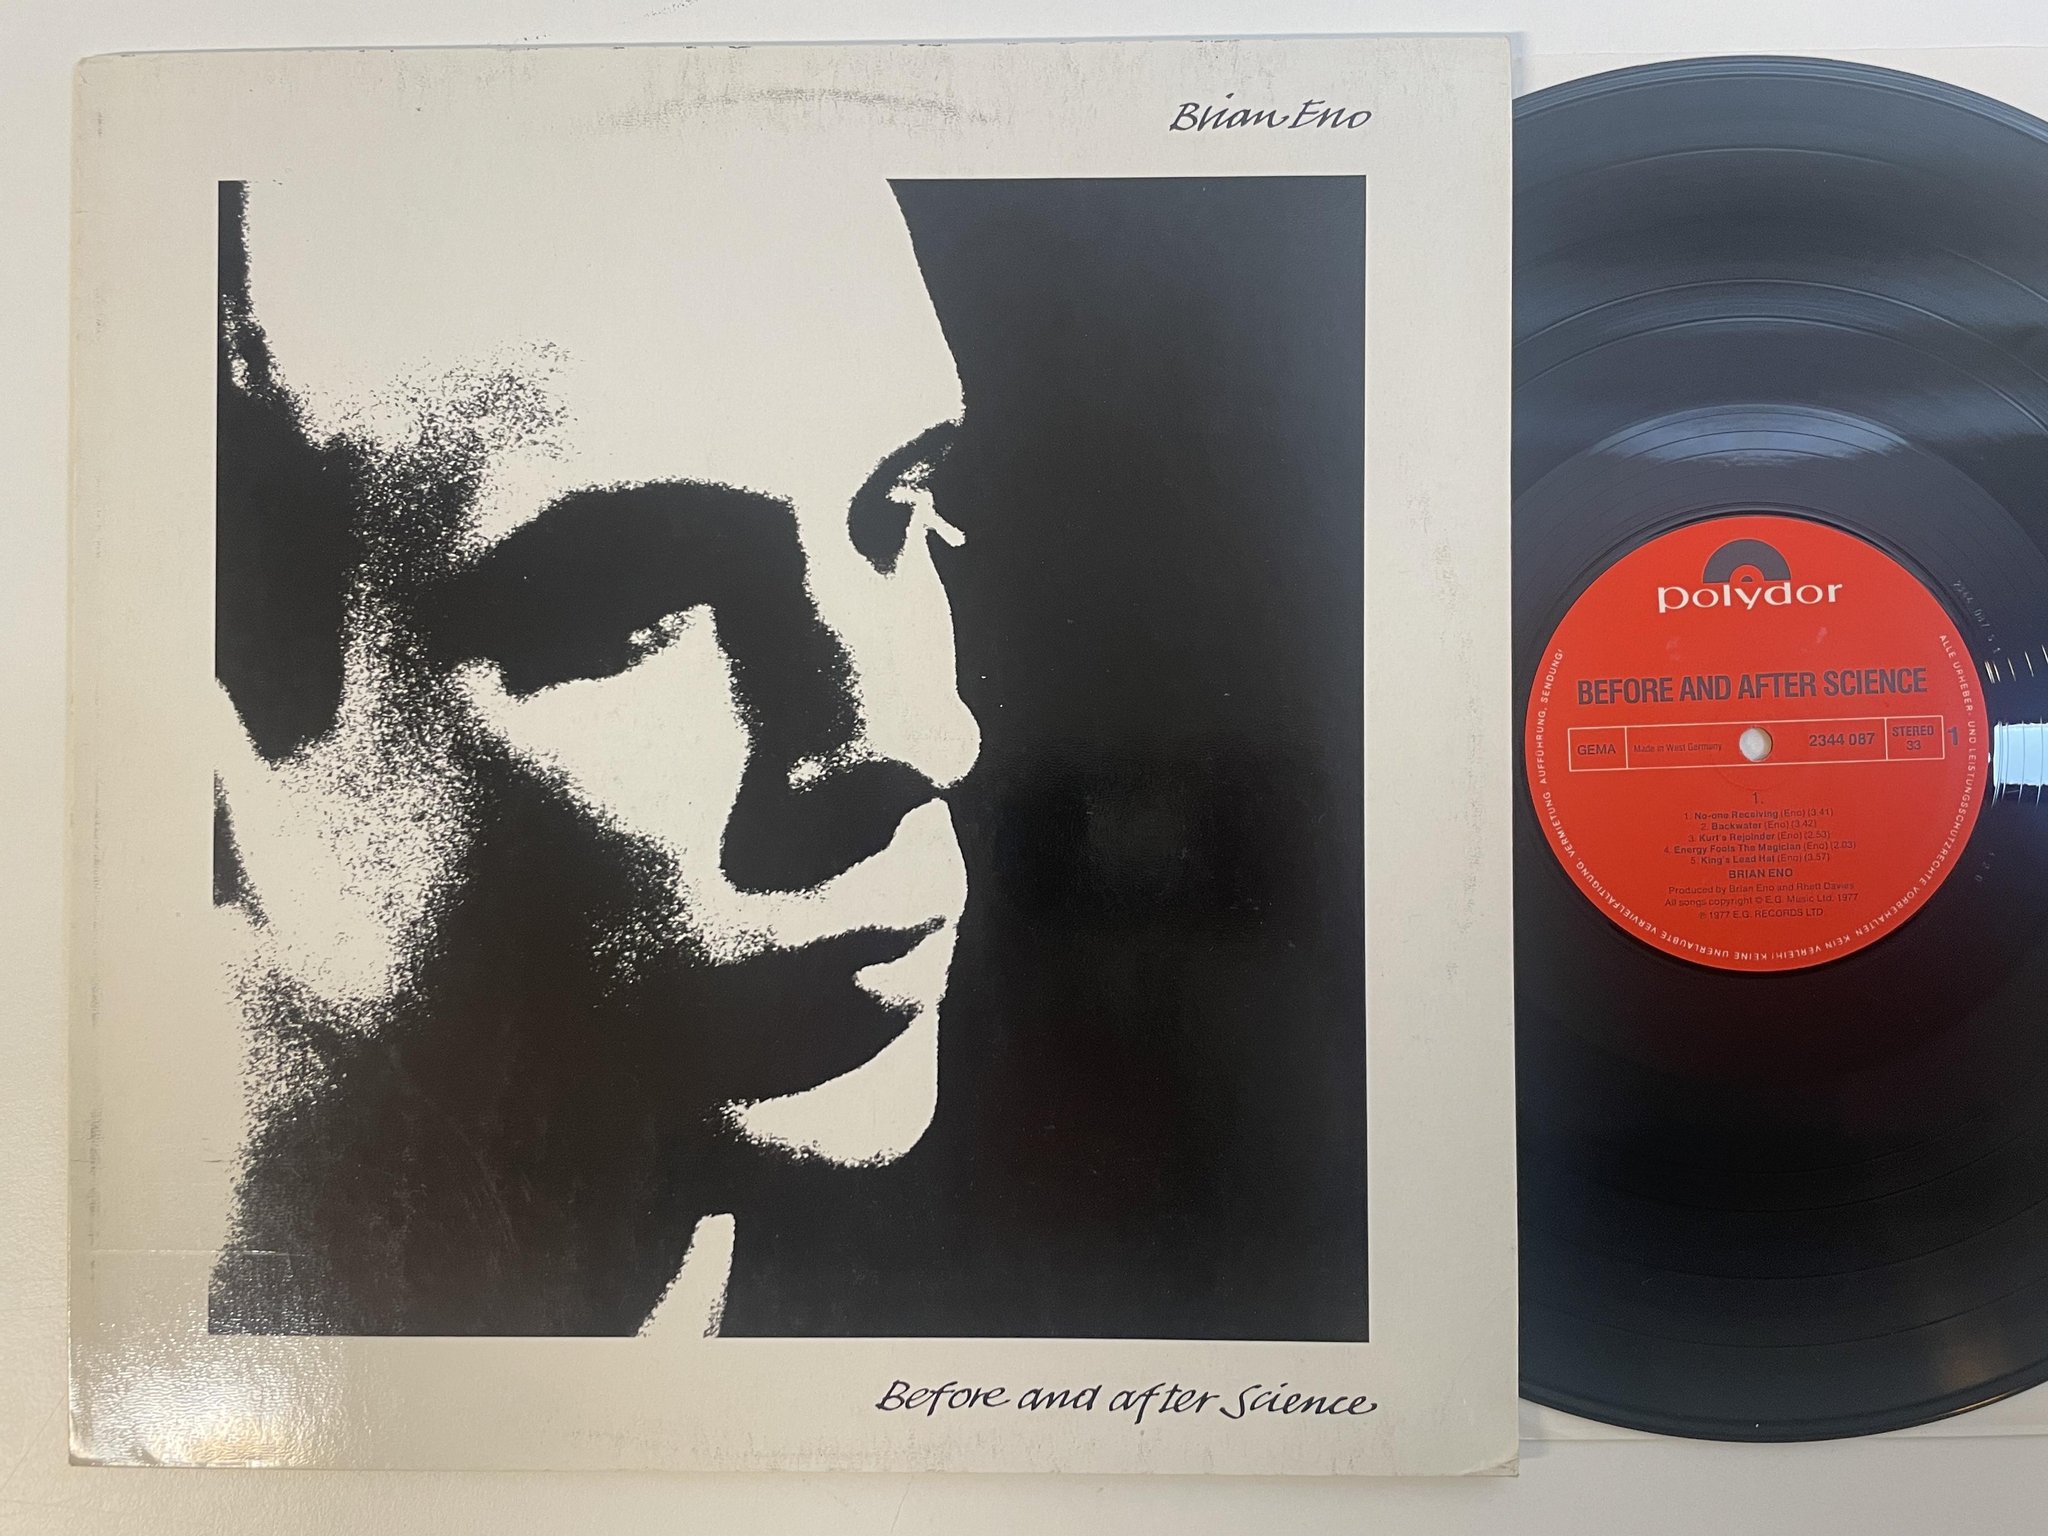 Brian Eno
Before and after Science
polydor
BEFORE AND AFTER SCIENCE
GEMA
Made in West Germany
2344 087
STEREO
33
1
1.
1. No-one Receiving (Eno) (3.41)
2. Backwater (Eno) (3.42)
3. Kurt's Rejoinder (Eno) (2.53)
4. Energy Fools The Magician (Eno) (2.03)
5. King's Lead Hat (Eno) (3.57)
BRIAN ENO
Produced by Brian Eno and Rhett Davies
All songs copyright © E.G. Music Ltd. 1977
℗ 1977 E.G. RECORDS LTD
ALLE URHEBER- UND LEISTUNGSSCHUTZRECHTE VORBEHALTEN KEIN VERLEIH! KEINE UNERLAUBTE VERVIELFÄLTIGUNG, VERMIETUNG, AUFFÜHRUNG, SENDUNG!